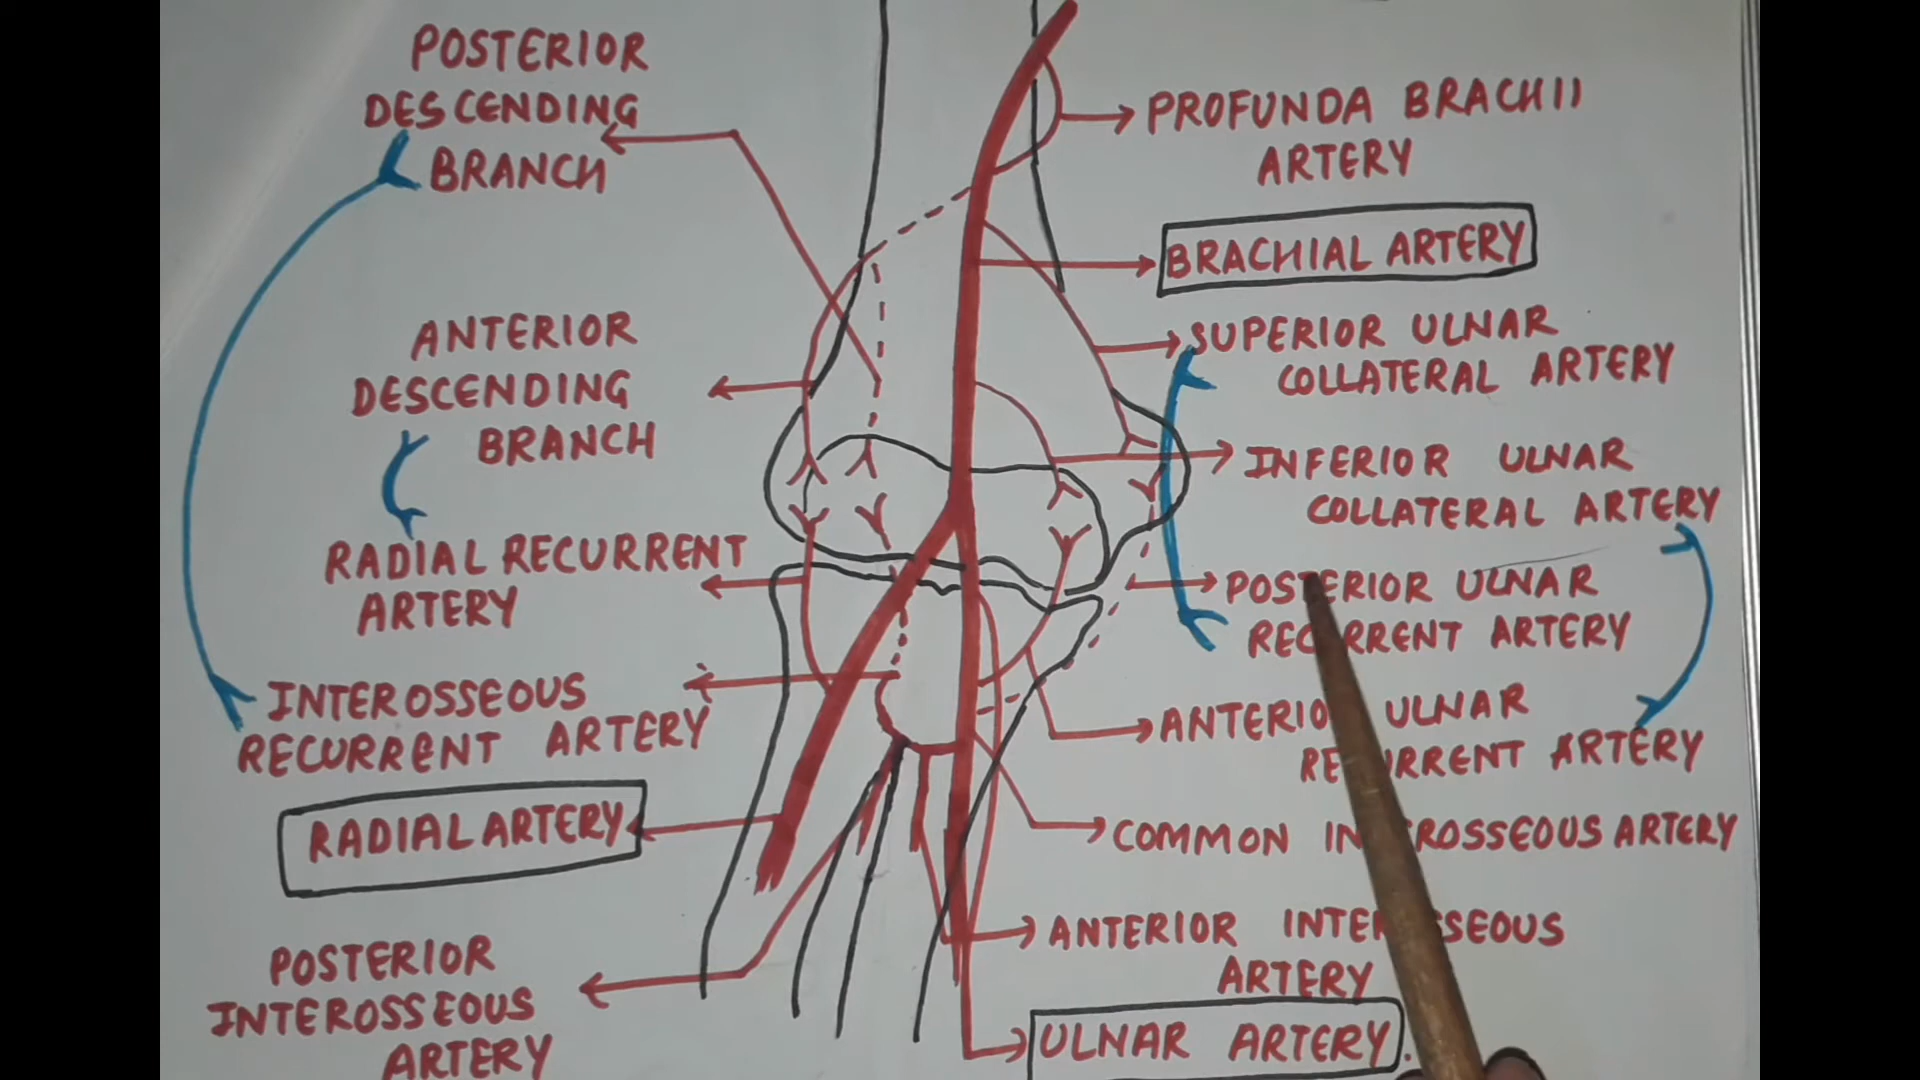 POSTERIOR
DESCENDING
BRANCH
ANTERIOR
DESCENDING
BRANCH
RADIAL RECURRENT
ARTERY
INTEROSSEOUS
RECURRENT ARTERY
RADIAL ARTERY
POSTERIOR
INTEROSSEOUS
ARTERY
PROFUNDA BRACHII
ARTERY
BRACHIAL ARTERY
SUPERIOR ULNAR
COLLATERAL ARTERY
INFERIOR ULNAR
COLLATERAL ARTERY
POSTERIOR ULNAR
RECURRENT ARTERY
ANTERIOR ULNAR
RECURRENT ARTERY
COMMON INTEROSSEOUS ARTERY
ANTERIOR INTEROSSEOUS
ARTERY
ULNAR ARTERY.